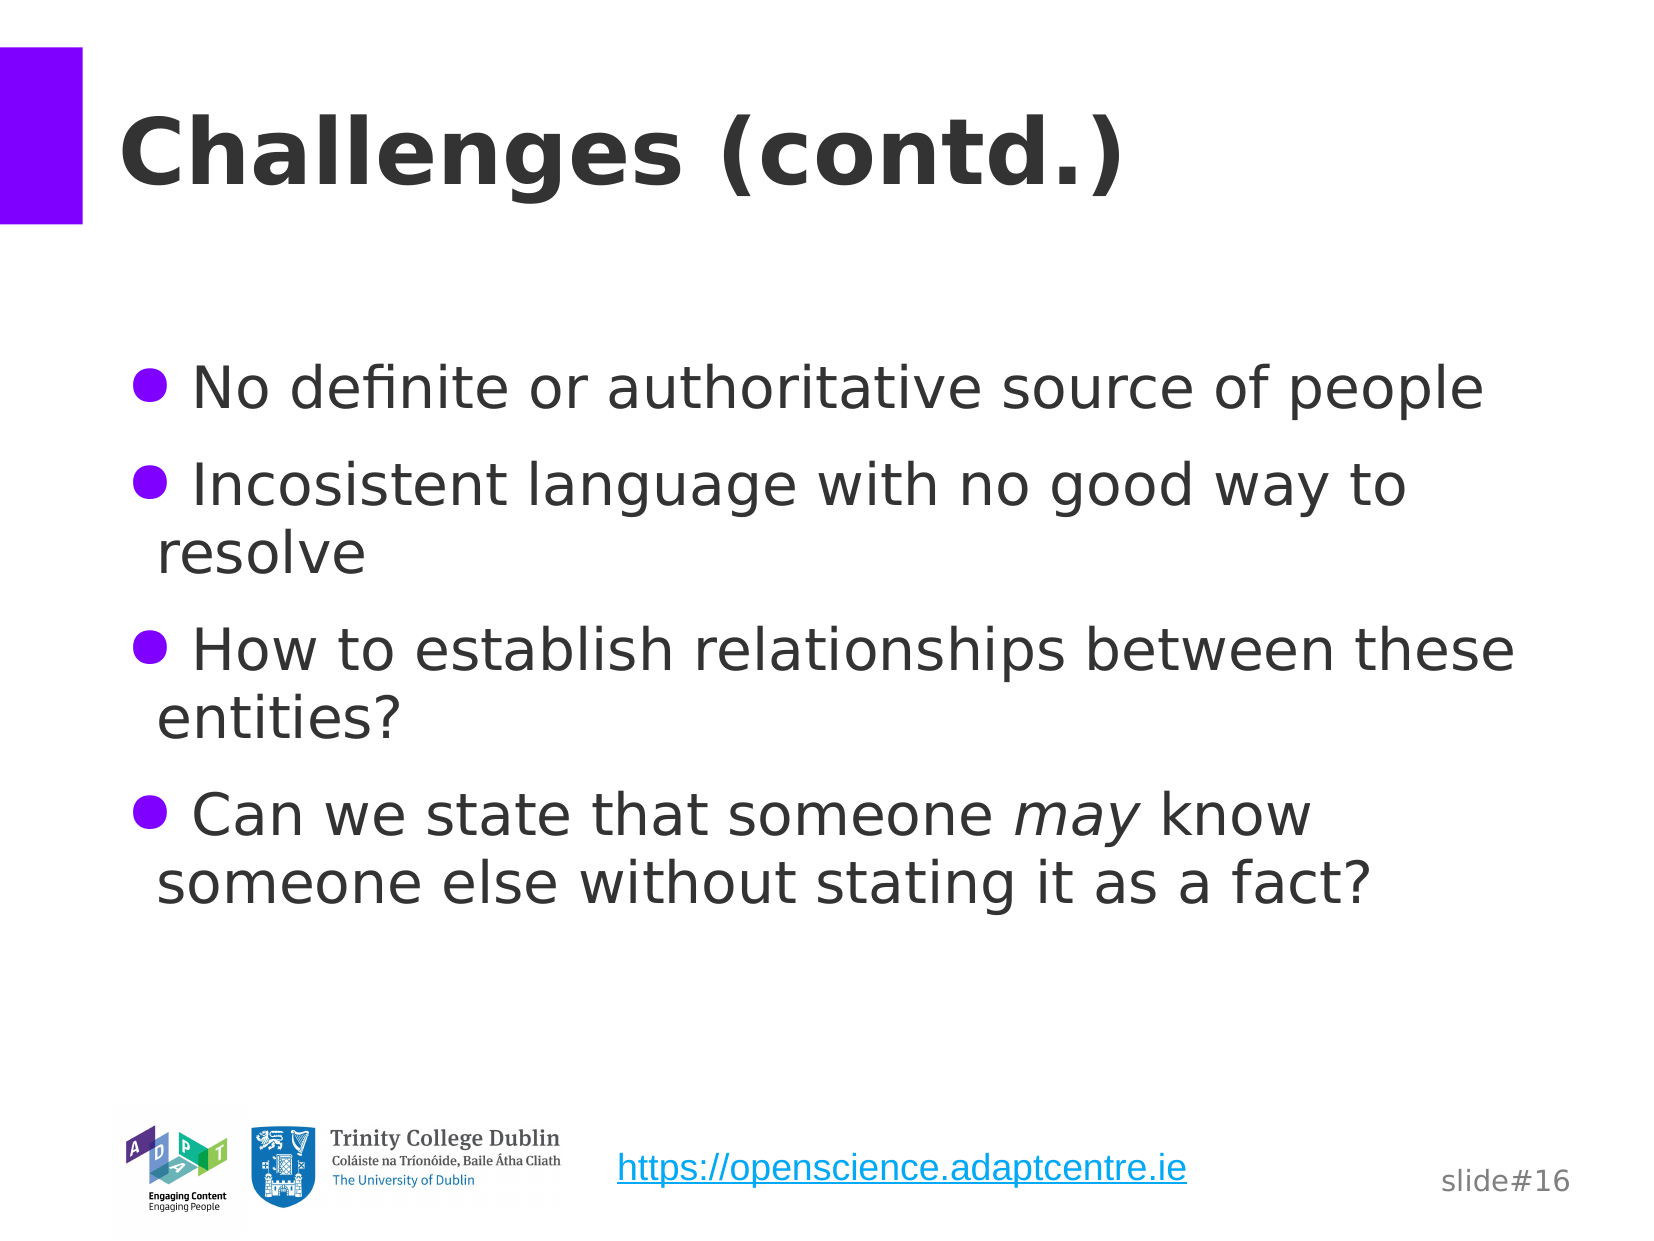 Challenges (contd.)
● No definite or authoritative source of people
● Incosistent language with no good way to
resolve
● How to establish relationships between these
entities?
● Can we state that someone may know
someone else without stating it as a fact?
ADAPT
Engaging Content
Engaging People
Trinity College Dublin
Coláiste na Tríonóide, Baile Átha Cliath
The University of Dublin
https://openscience.adaptcentre.ie
slide#16